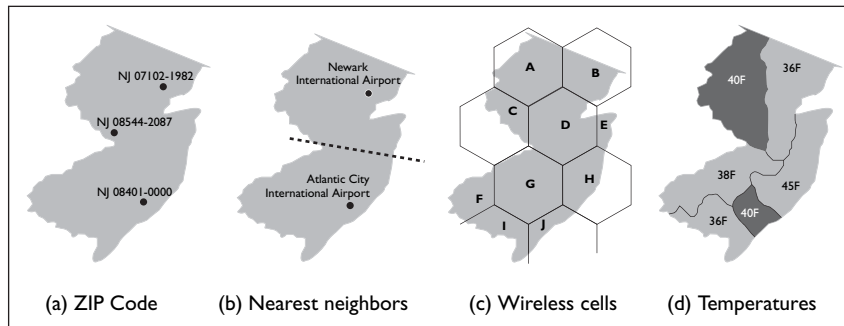 NJ 07102-1982
NJ 08544-2087
NJ 08401-0000
(a) ZIP Code
Newark
International Airport
Atlantic City
International Airport
(b) Nearest neighbors
A
B
C
D
E
F
G
H
I
J
(c) Wireless cells
40F
36F
38F
45F
40F
36F
(d) Temperatures